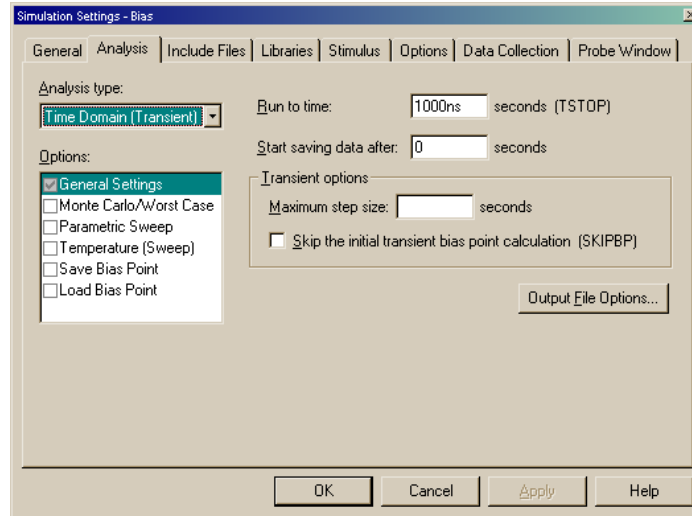 Simulation Settings - Bias
General Analysis Include Files Libraries Stimulus Options Data Collection Probe Window
Analysis type:
Time Domain (Transient)
Options:
General Settings
Monte Carlo/Worst Case
Parametric Sweep
Temperature (Sweep)
Save Bias Point
Load Bias Point
Run to time: 1000ns seconds (TSTOP)
Start saving data after: 0 seconds
Transient options
Maximum step size: seconds
Skip the initial transient bias point calculation (SKIPBP)
Output File Options...
OK Cancel Apply Help